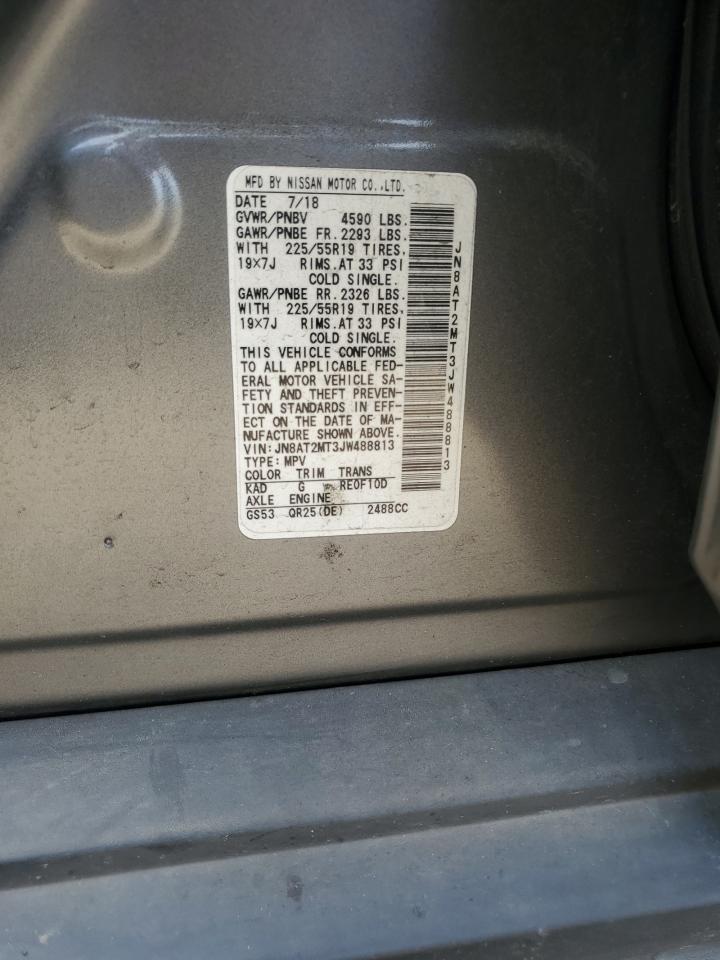 MFD BY NISSAN MOTOR CO.,LTD.
DATE 7/18
GVWR/PNBV 4590 LBS.
GAWR/PNBE FR.2293 LBS.
WITH 225/55R19 TIRES,
19X7J RIMS.AT 33 PSI
COLD SINGLE.
GAWR/PNBE RR.2326 LBS.
WITH 225/55R19 TIRES,
19X7J RIMS.AT 33 PSI
COLD SINGLE.
THIS VEHICLE CONFORMS
TO ALL APPLICABLE FED-
ERAL MOTOR VEHICLE SA-
FETY AND THEFT PREVEN-
TION STANDARDS IN EFF-
ECT ON THE DATE OF MA-
NUFACTURE SHOWN ABOVE.
VIN:JN8AT2MT3JW488813
TYPE:MPV
COLOR TRIM TRANS
KAD G RE0F10D
AXLE ENGINE
GS53 QR25(DE) 2488CC
JN8AT2MT3JW488813